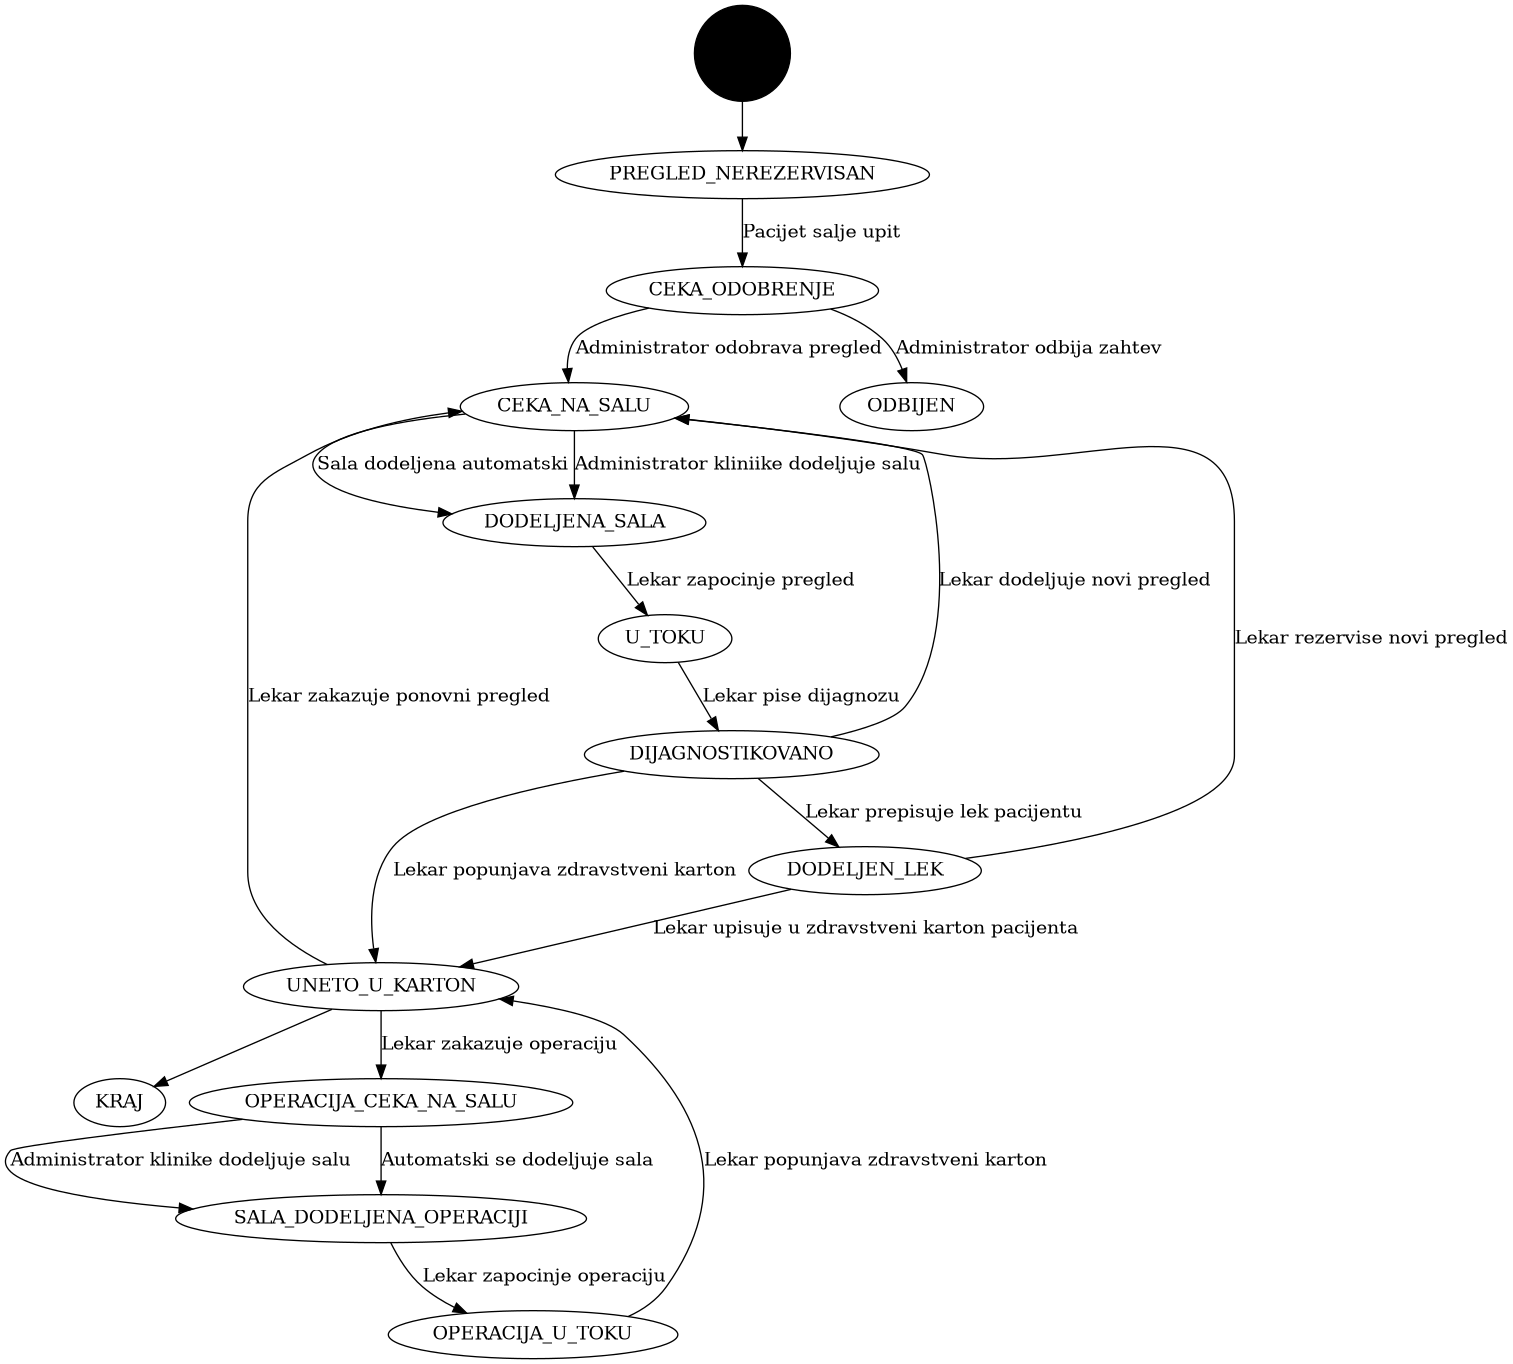 PREGLED_NEREZERVISAN
Pacijet salje upit
CEKA_ODOBRENJE
Administrator odobrava pregled
Administrator odbija zahtev
CEKA_NA_SALU
ODBIJEN
Sala dodeljena automatski
Administrator kliniike dodeljuje salu
DODELJENA_SALA
Lekar zapocinje pregled
Lekar dodeljuje novi pregled
U_TOKU
Lekar rezervise novi pregled
Lekar zakazuje ponovni pregled
Lekar pise dijagnozu
DIJAGNOSTIKOVANO
Lekar prepisuje lek pacijentu
Lekar popunjava zdravstveni karton
DODELJEN_LEK
Lekar upisuje u zdravstveni karton pacijenta
UNETO_U_KARTON
Lekar zakazuje operaciju
KRAJ
OPERACIJA_CEKA_NA_SALU
Administrator klinike dodeljuje salu
Automatski se dodeljuje sala
Lekar popunjava zdravstveni karton
SALA_DODELJENA_OPERACIJI
Lekar zapocinje operaciju
OPERACIJA_U_TOKU